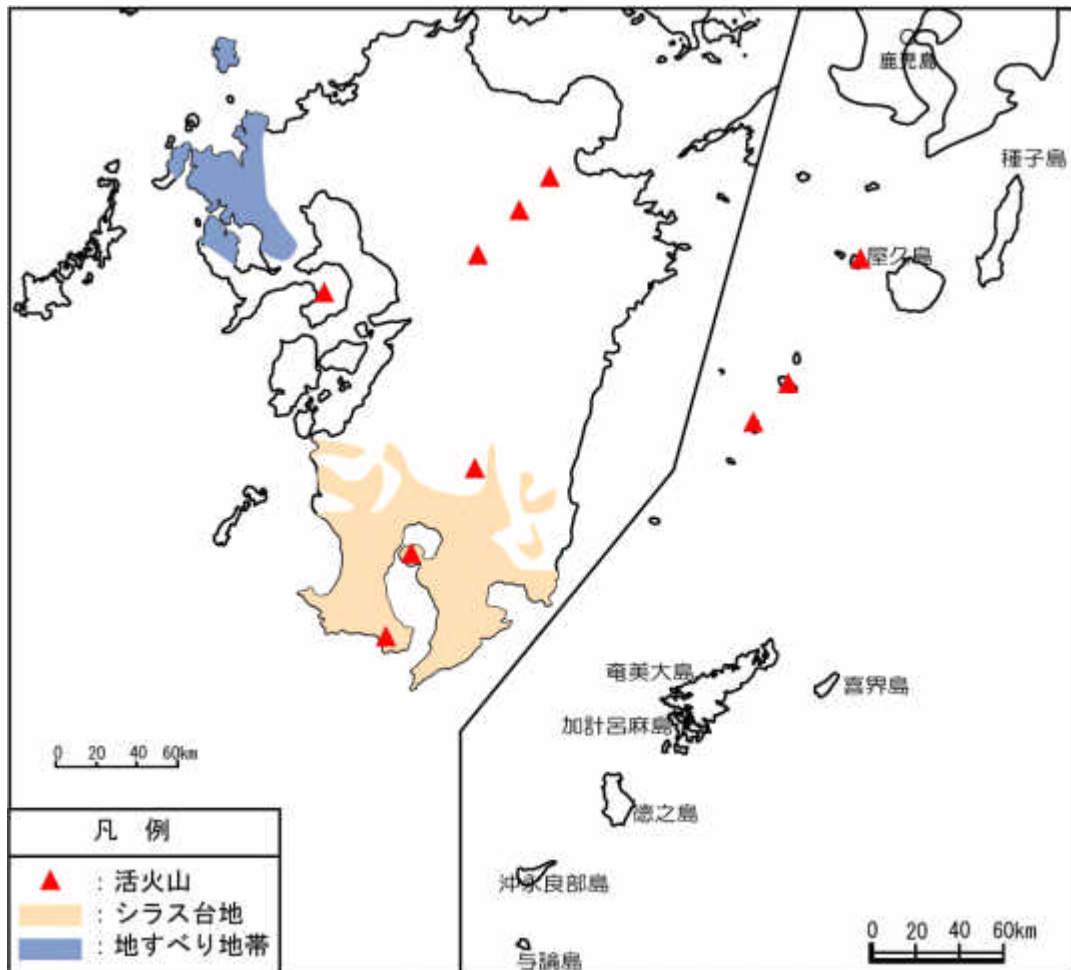 鹿児島
種子島
屋久島
奄美大島
喜界島
加計呂麻島
徳之島
沖永良部島
与論島
0 20 40 60km
0 20 40 60km
凡 例
：活火山
：シラス台地
：地すべり地帯